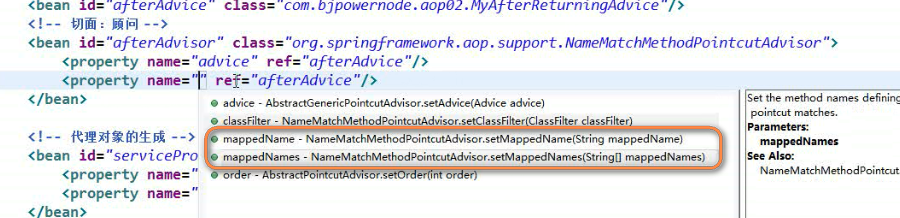 <bean id="afterAdvice" class="com.bjpowernode.aop02.MyAfterReturningAdvice"/>
<!-- 切面：顾问 -->
<bean id="afterAdvisor" class="org.springframework.aop.support.NameMatchMethodPointcutAdvisor">
<property name="advice" ref="afterAdvice"/>
<property name="" ref="afterAdvice"/>
</bean>
advice - AbstractGenericPointcutAdvisor.setAdvice(Advice advice)
classFilter - NameMatchMethodPointcutAdvisor.setClassFilter(ClassFilter classFilter)
mappedName - NameMatchMethodPointcutAdvisor.setMappedName(String mappedName)
mappedNames - NameMatchMethodPointcutAdvisor.setMappedNames(String[] mappedNames)
order - AbstractPointcutAdvisor.setOrder(int order)
Set the method names defining
pointcut matches.
Parameters:
mappedNames
See Also:
NameMatchMethodPointcut.
<!-- 代理对象的生成 -->
<bean id="servicePro
<property name="
<property name="
</bean>